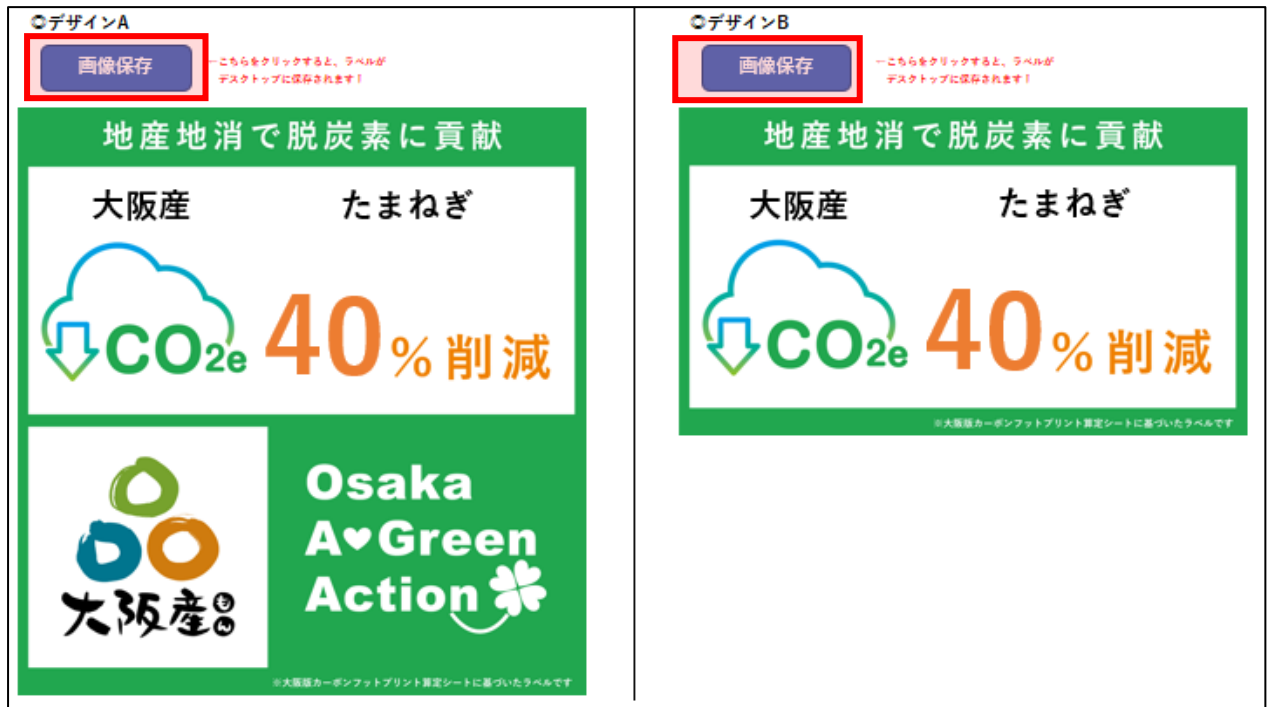 ◎デザインA
画像保存
←こちらをクリックすると、ラベルが
デスクトップに保存されます！
地産地消で脱炭素に貢献
大阪産 たまねぎ
CO2e 40%削減
大阪産もん
Osaka
A♥Green
Action
※大阪版カーボンフットプリント算定シートに基づいたラベルです
◎デザインB
画像保存
←こちらをクリックすると、ラベルが
デスクトップに保存されます！
地産地消で脱炭素に貢献
大阪産 たまねぎ
CO2e 40%削減
※大阪版カーボンフットプリント算定シートに基づいたラベルです